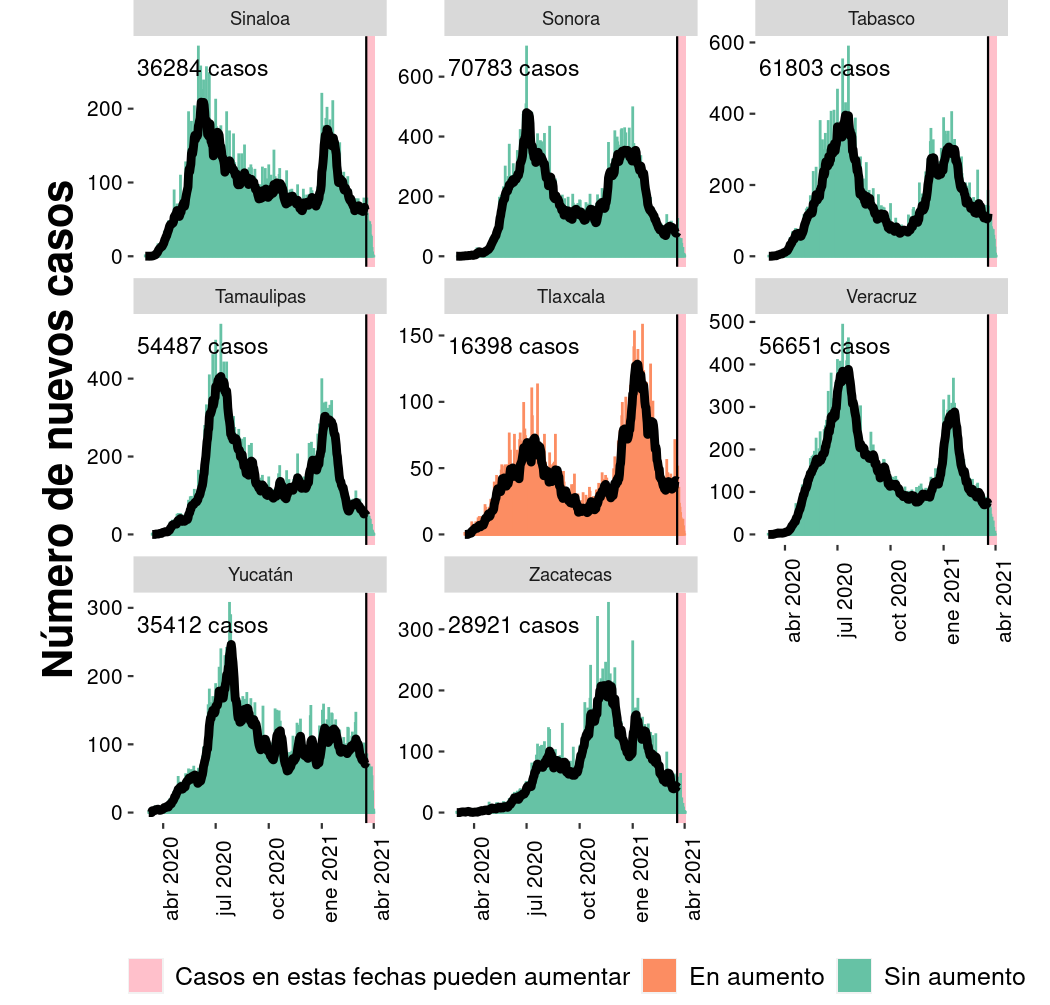 Número de nuevos casos
Sinaloa
36284 casos
200
100
0
Sonora
70783 casos
600
400
200
0
Tabasco
61803 casos
600
400
200
0
Tamaulipas
54487 casos
400
200
0
Tlaxcala
16398 casos
150
100
50
0
Veracruz
56651 casos
500
400
300
200
100
0
abr 2020
jul 2020
oct 2020
ene 2021
abr 2021
Yucatán
35412 casos
300
200
100
0
abr 2020
jul 2020
oct 2020
ene 2021
abr 2021
Zacatecas
28921 casos
300
200
100
0
abr 2020
jul 2020
oct 2020
ene 2021
abr 2021
Casos en estas fechas pueden aumentar
En aumento
Sin aumento